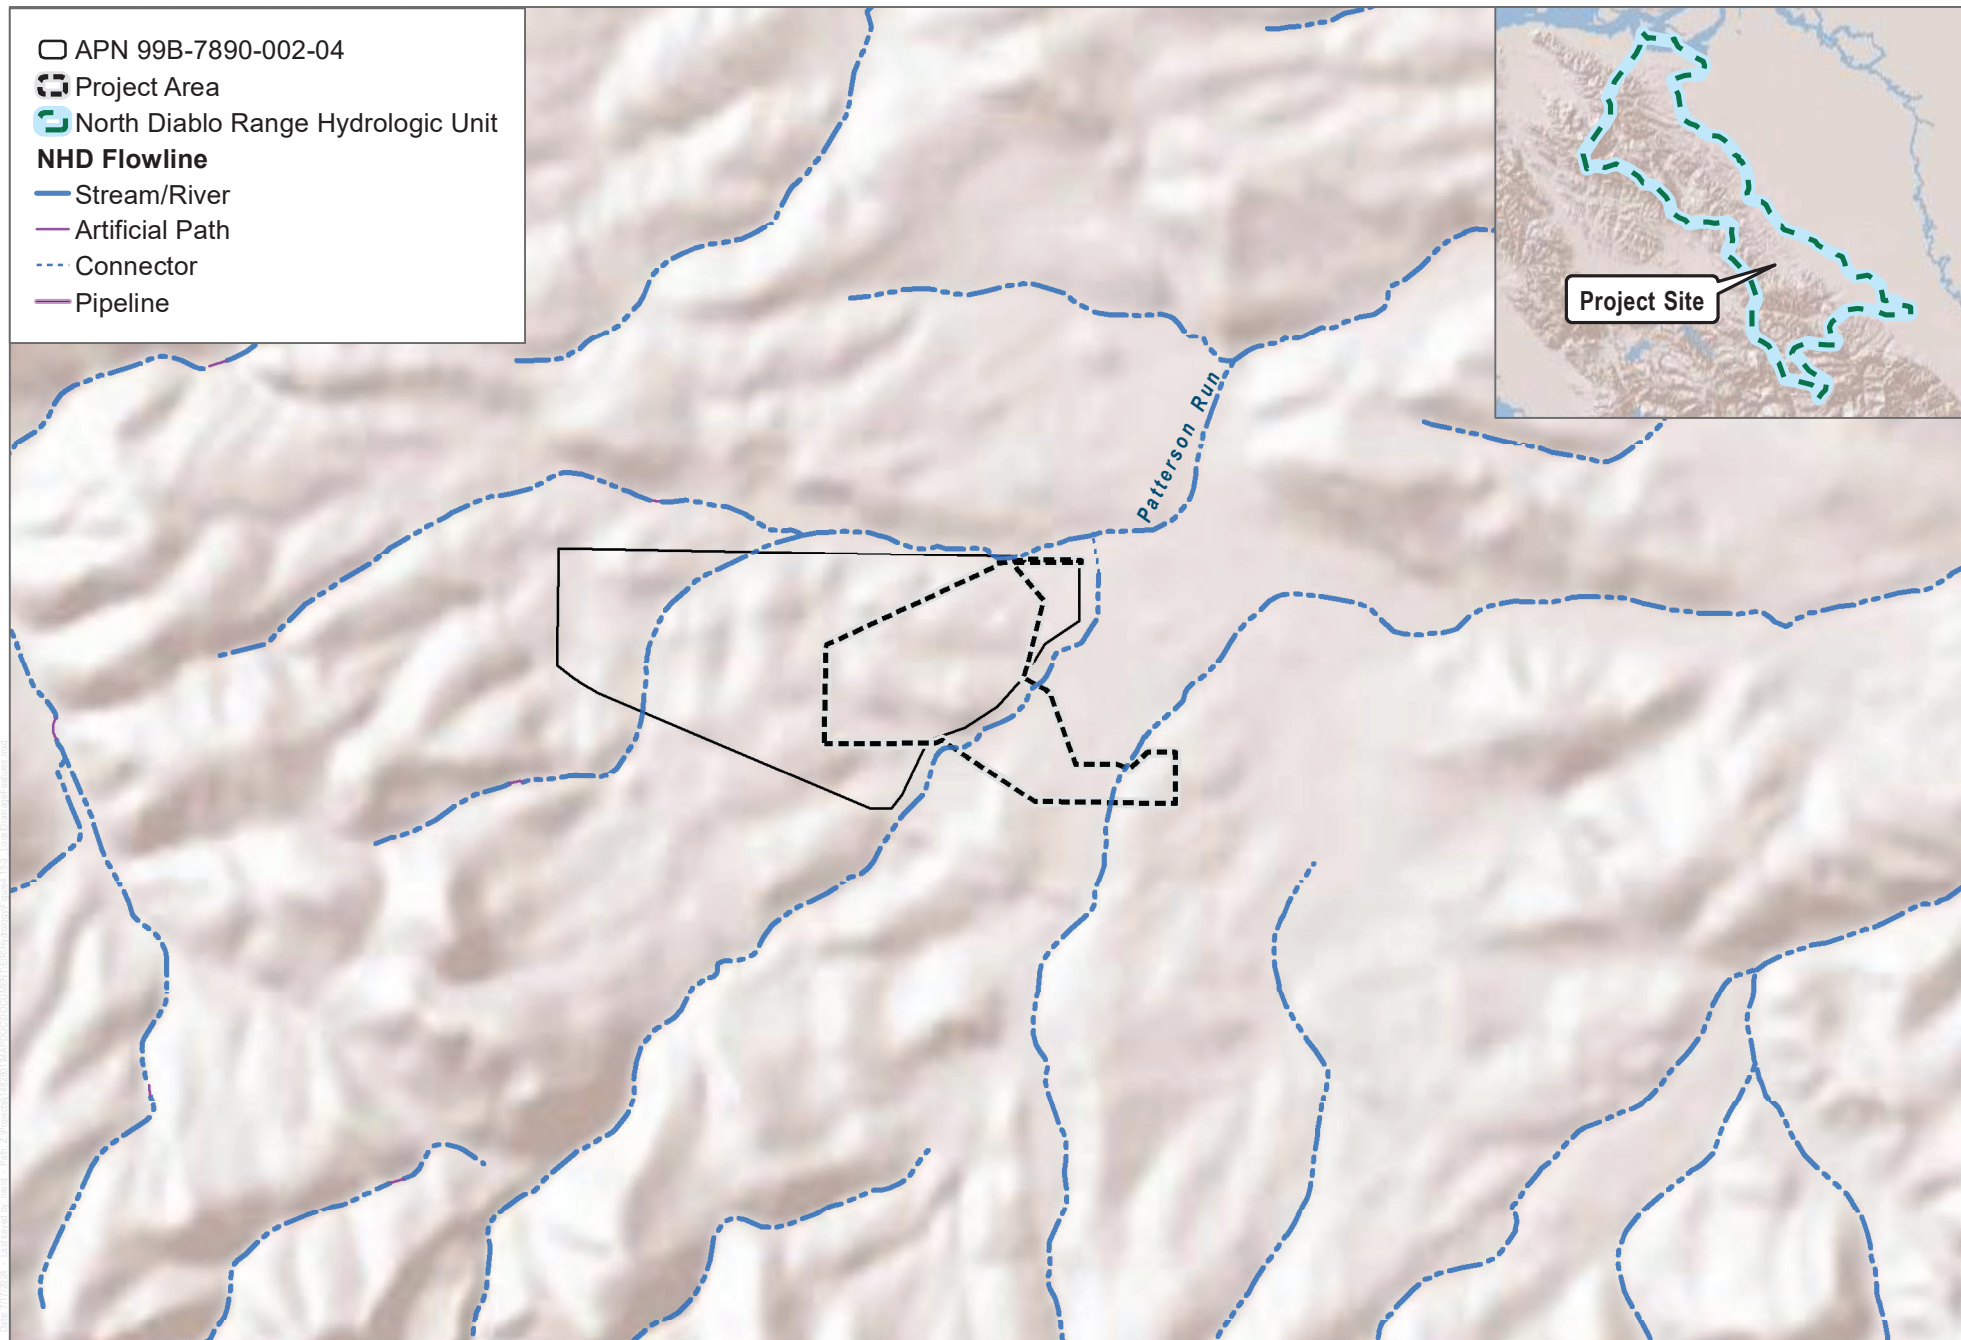 APN 99B-7890-002-04
Project Area
North Diablo Range Hydrologic Unit
NHD Flowline
Stream/River
Artificial Path
Connector
Pipeline
Project Site
Patterson Run